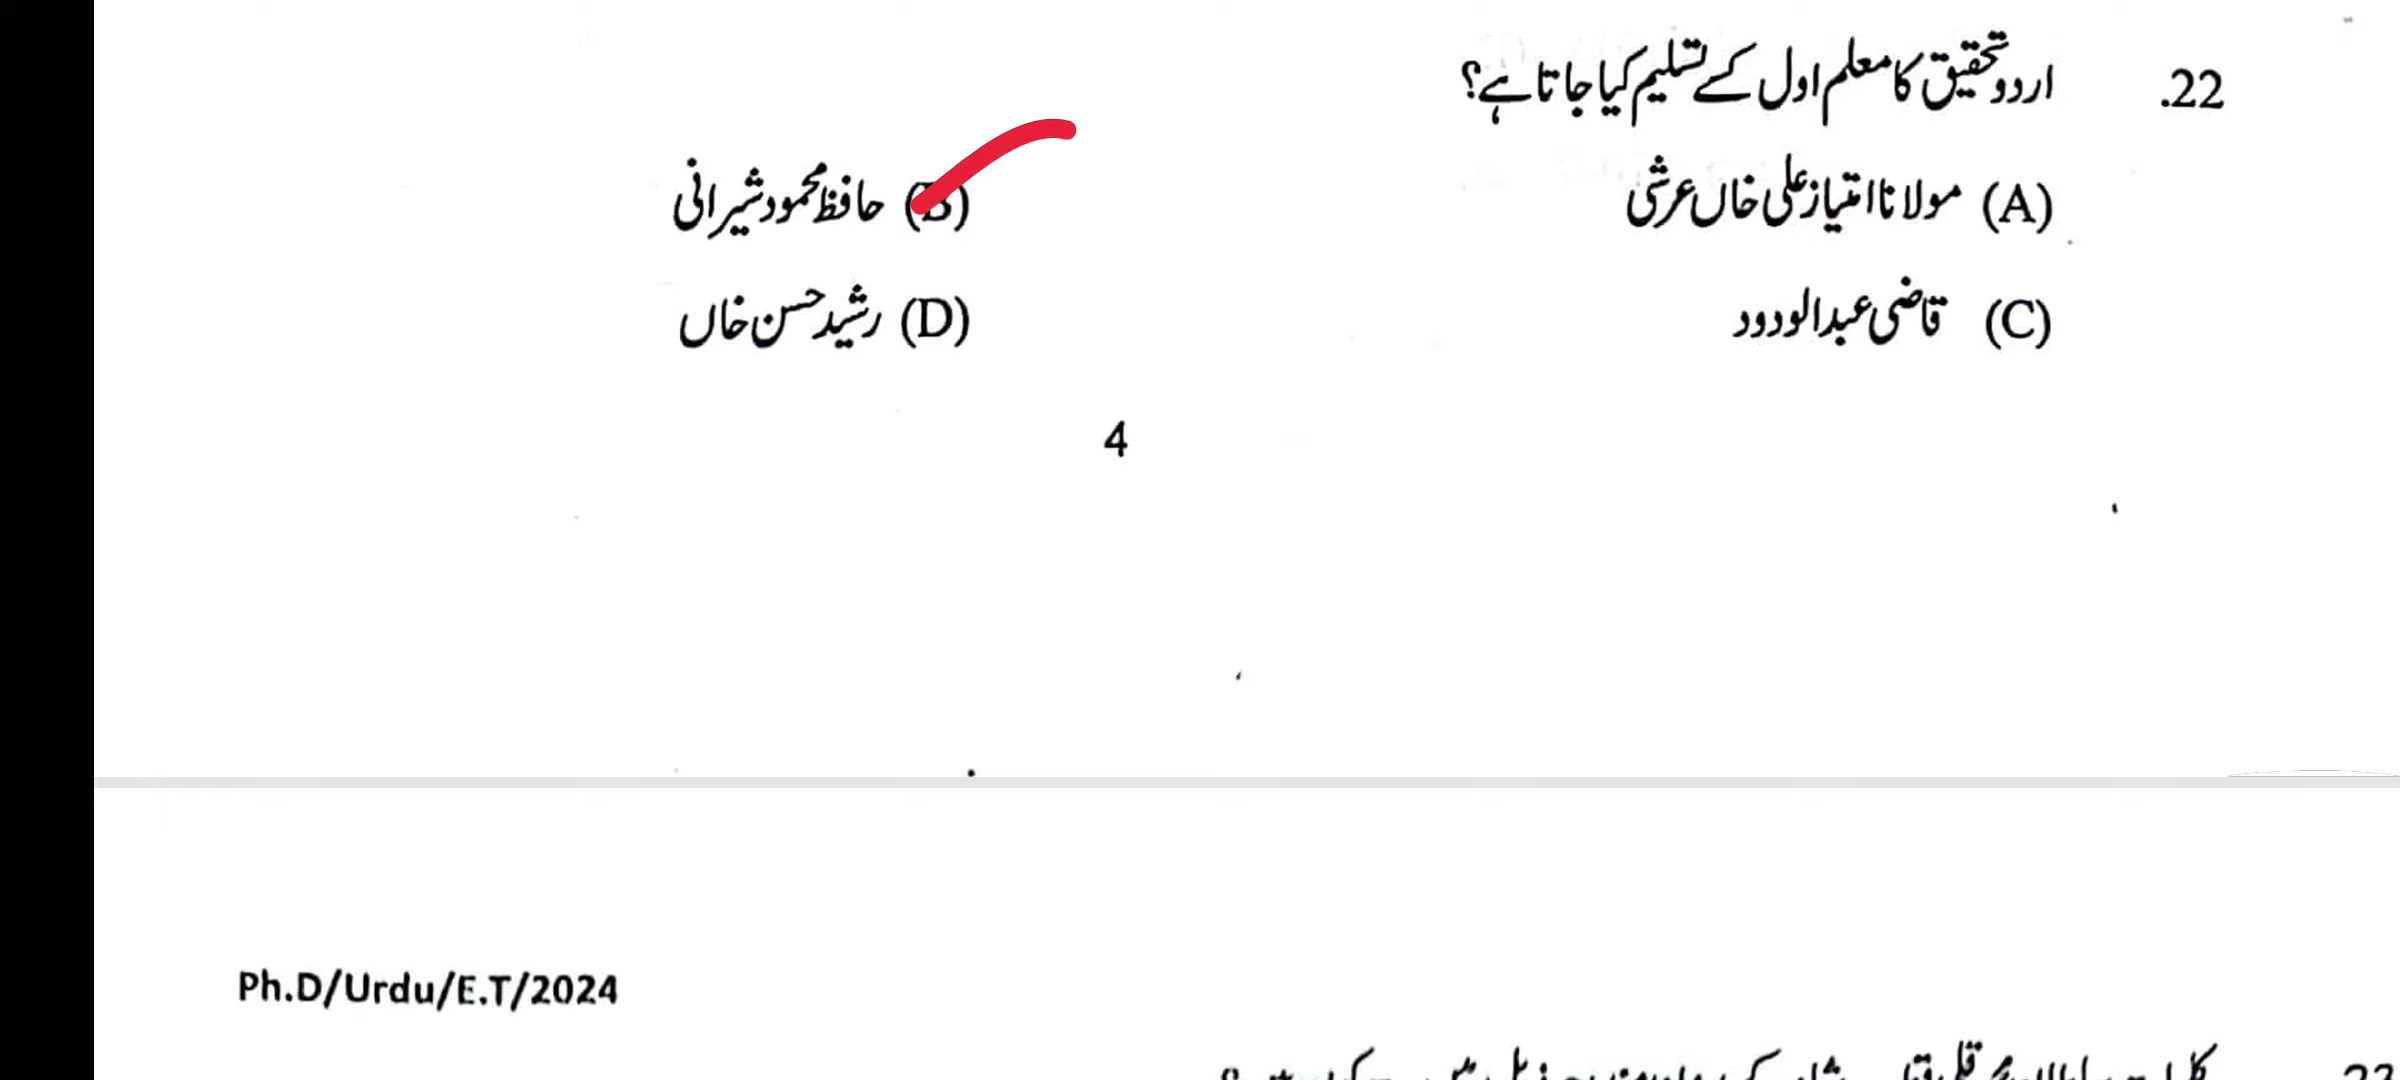 22. اردو تحقیق کا معلم اول کسے تسلیم کیا جاتا ہے؟
(A) مولانا امتیاز علی خاں عرشی (B) حافظ محمود شیرانی
(C) قاضی عبدالودود (D) رشید حسن خاں
4
Ph.D/Urdu/E.T/2024